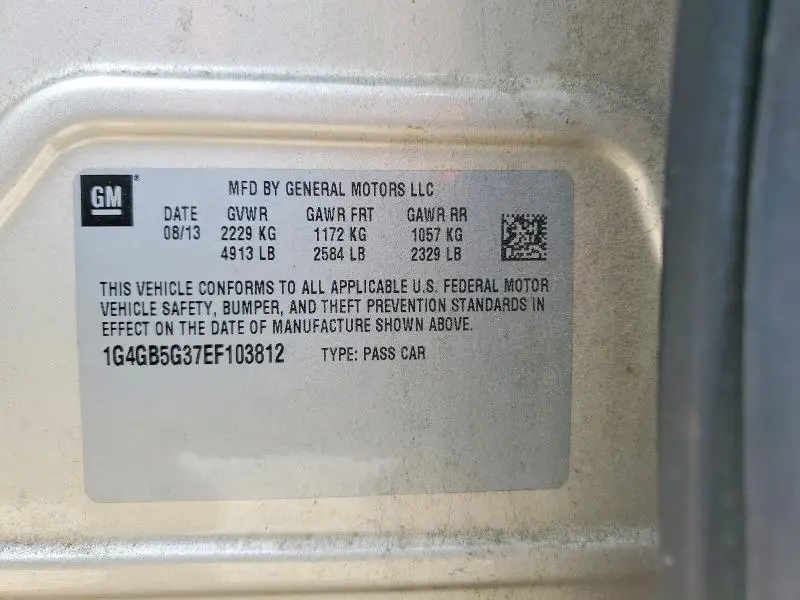 GM
MFD BY GENERAL MOTORS LLC
DATE GVWR GAWR FRT GAWR RR
08/13 2229 KG 1172 KG 1057 KG
4913 LB 2584 LB 2329 LB
THIS VEHICLE CONFORMS TO ALL APPLICABLE U.S. FEDERAL MOTOR
VEHICLE SAFETY, BUMPER, AND THEFT PREVENTION STANDARDS IN
EFFECT ON THE DATE OF MANUFACTURE SHOWN ABOVE.
1G4GB5G37EF103812 TYPE: PASS CAR